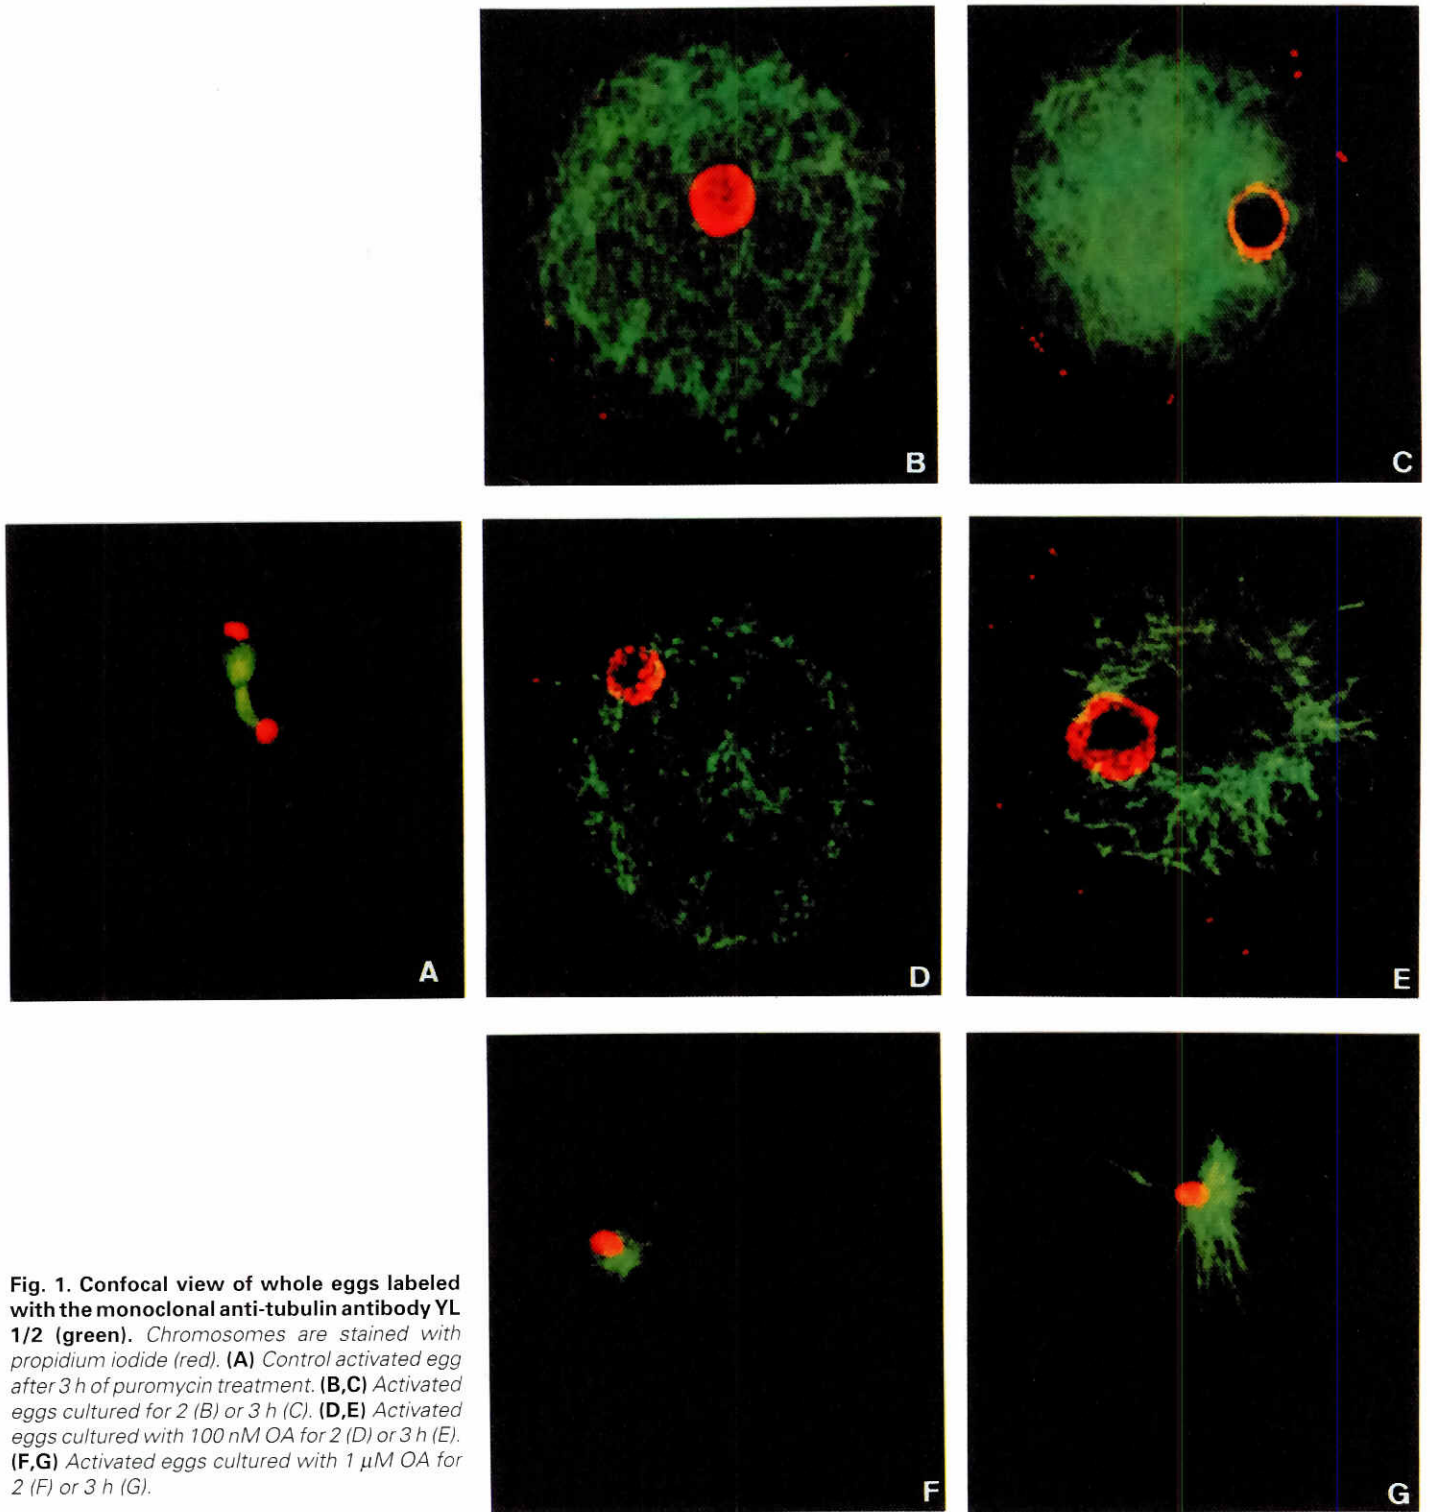 B
C
A
D
E
Fig. 1. Confocal view of whole eggs labeled
with the monoclonal anti-tubulin antibody YL
1/2 (green). Chromosomes are stained with
propidium iodide (red). (A) Control activated egg
after 3 h of puromycin treatment. (B,C) Activated
eggs cultured for 2 (B) or 3 h (C). (D,E) Activated
eggs cultured with 100 nM OA for 2 (D) or 3 h (E).
(F,G) Activated eggs cultured with 1 μM OA for
2 (F) or 3 h (G).
F
G